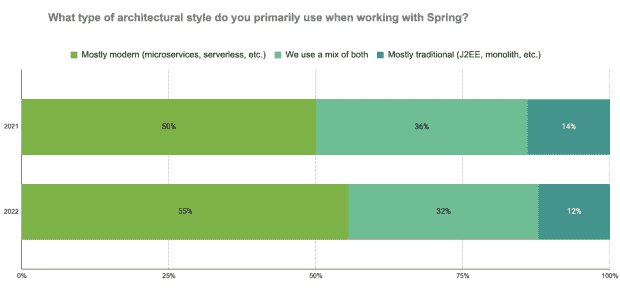 What type of architectural style do you primarily use when working with Spring?
Mostly modern (microservices, serverless, etc.) We use a mix of both Mostly traditional (J2EE, monolith, etc.)
2021 50% 36% 14%
2022 55% 32% 12%
0% 25% 50% 75% 100%